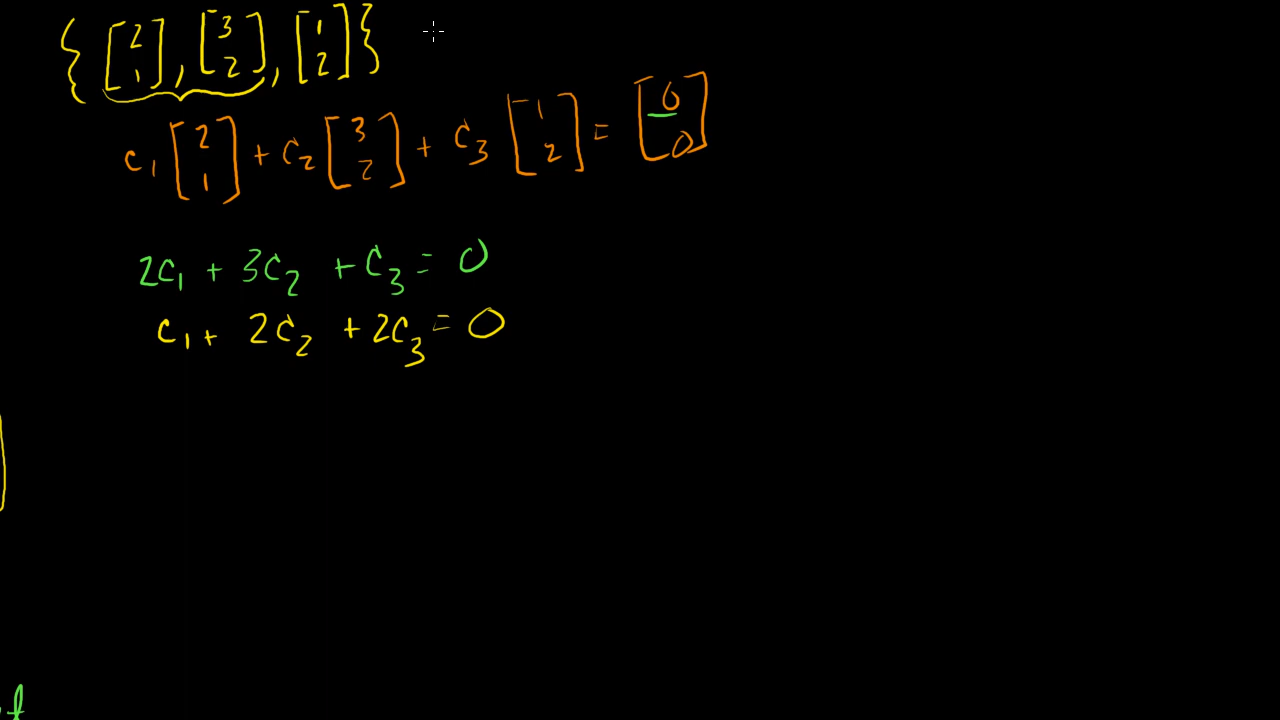 {[2 1], [3 2], [1 2]}
c₁[2 1] + c₂[3 2] + c₃[1 2] = [0 0]
2c₁ + 3c₂ + c₃ = 0
c₁ + 2c₂ + 2c₃ = 0